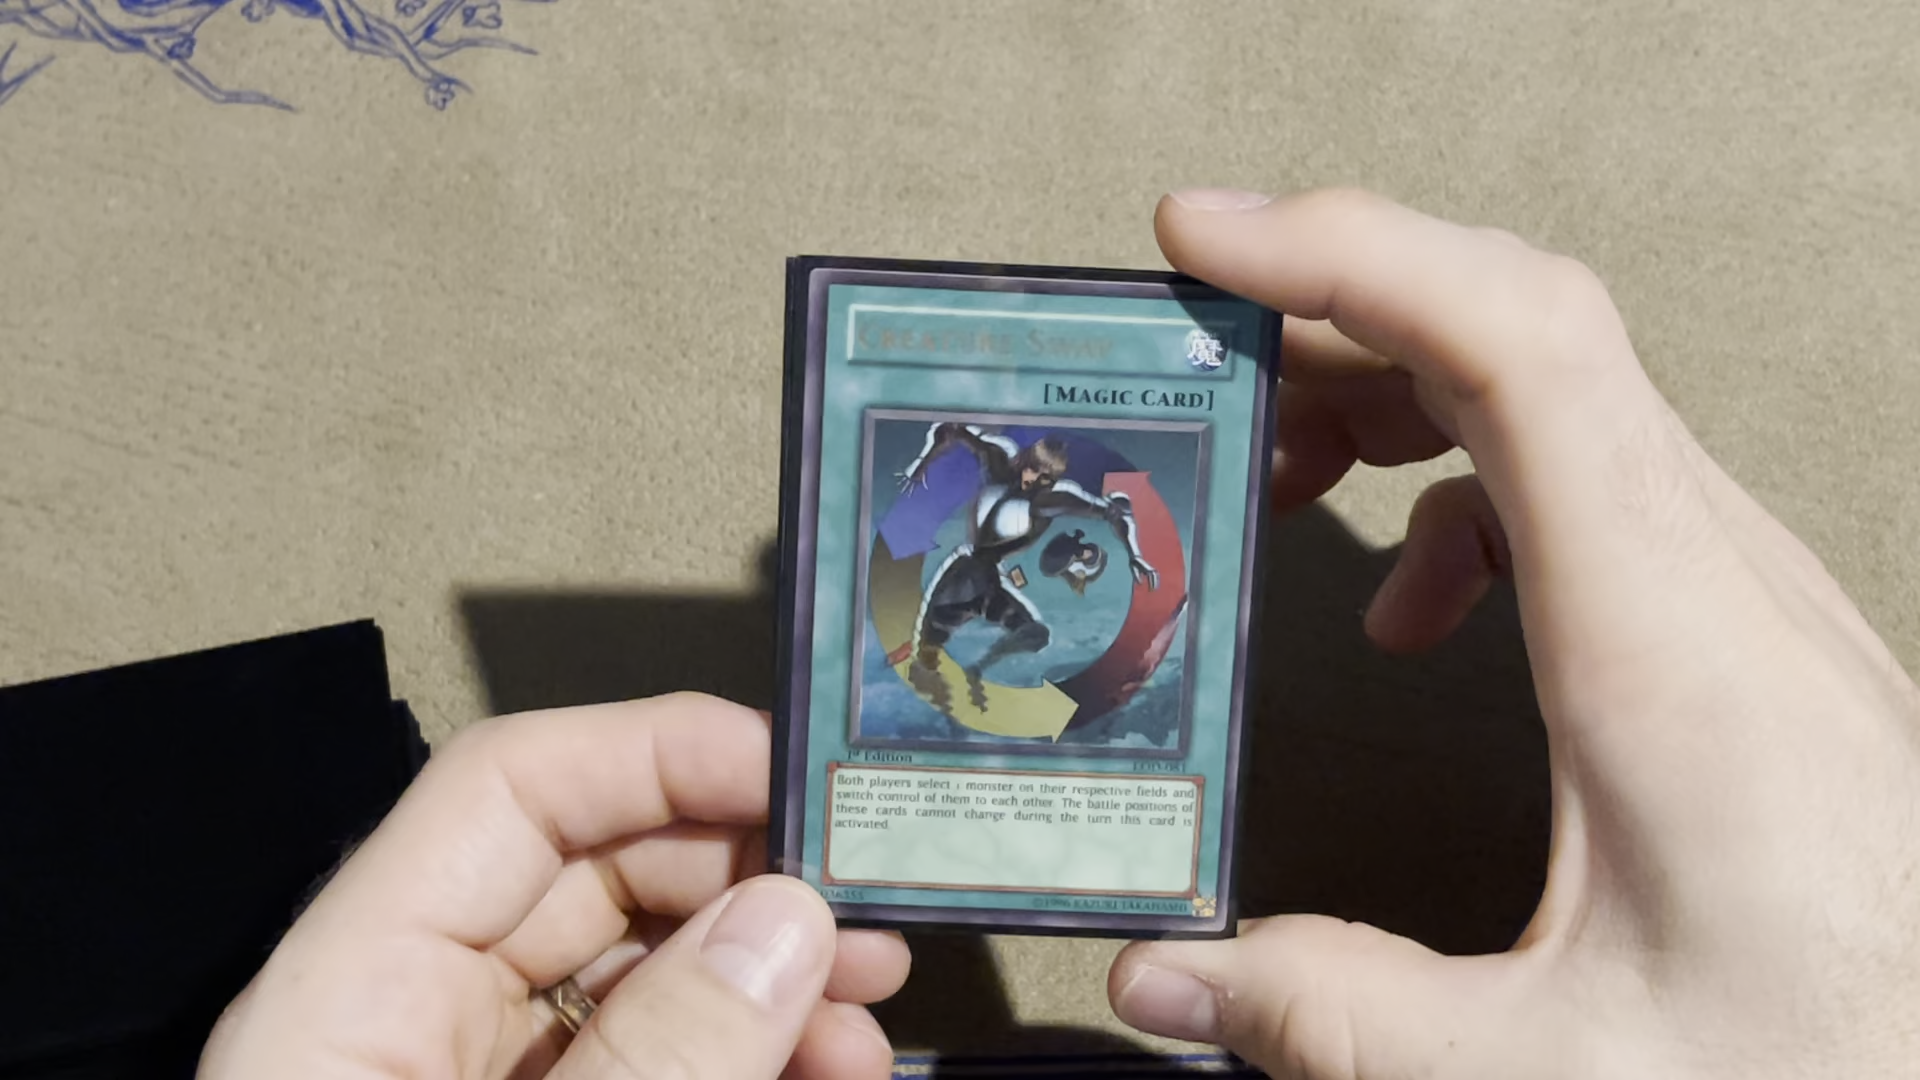 CREATURE SWAP
魔
[MAGIC CARD]
1st Edition
LOD-081
Both players select 1 monster on their respective fields and
switch control of them to each other. The battle positions of
these cards cannot change during the turn this card is
activated.
©1996 KAZUKI TAKAHASHI